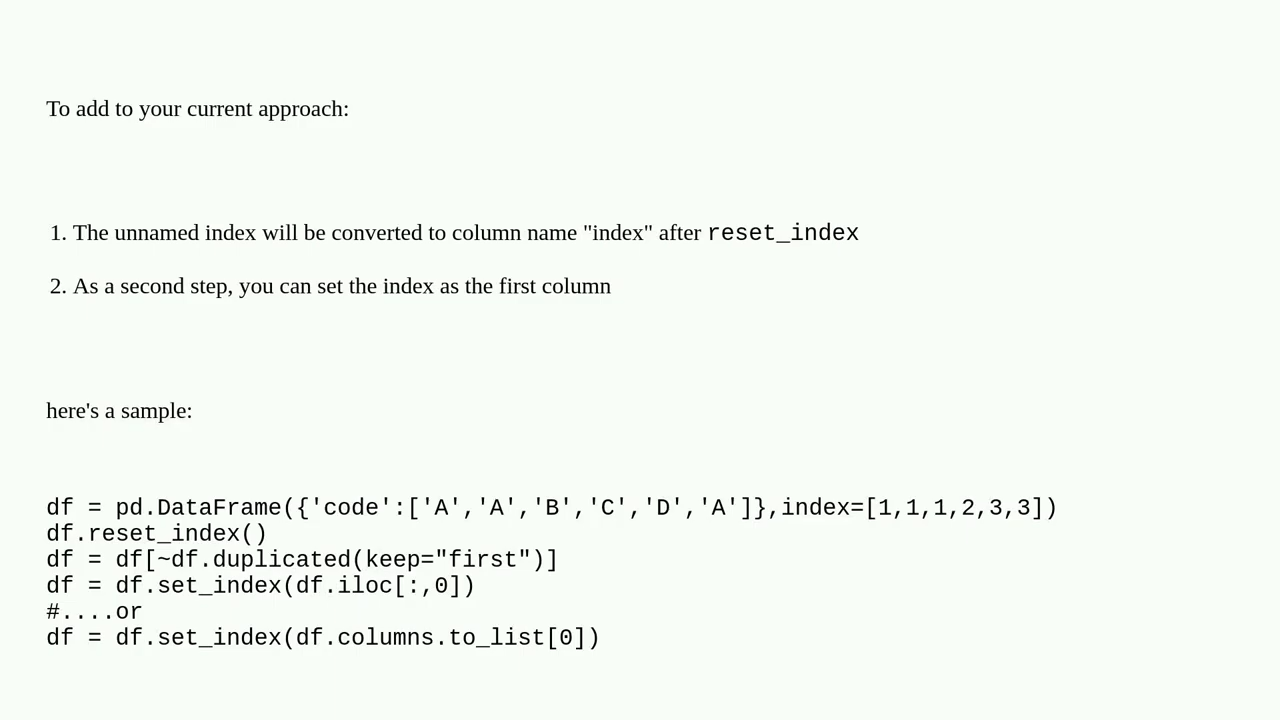 To add to your current approach:
1. The unnamed index will be converted to column name "index" after reset_index
2. As a second step, you can set the index as the first column
here's a sample:
df = pd.DataFrame({'code':['A','A','B','C','D','A']},index=[1,1,1,2,3,3])
df.reset_index()
df = df[~df.duplicated(keep="first")]
df = df.set_index(df.iloc[:,0])
#....or
df = df.set_index(df.columns.to_list[0])